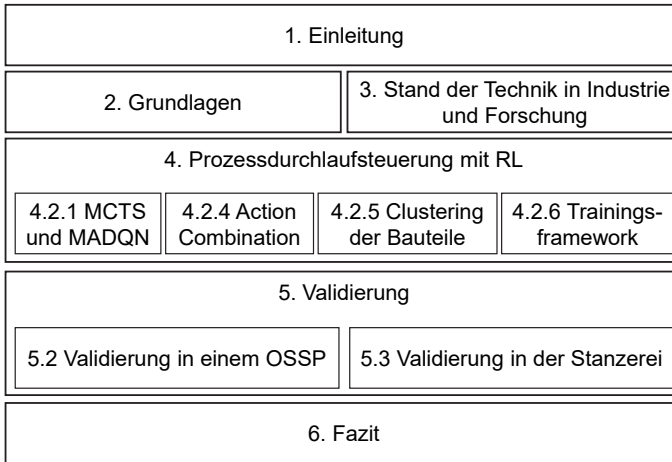 1. Einleitung
2. Grundlagen
3. Stand der Technik in Industrie
und Forschung
4. Prozessdurchlaufsteuerung mit RL
4.2.1 MCTS
und MADQN
4.2.4 Action
Combination
4.2.5 Clustering
der Bauteile
4.2.6 Trainings-
framework
5. Validierung
5.2 Validierung in einem OSSP
5.3 Validierung in der Stanzerei
6. Fazit